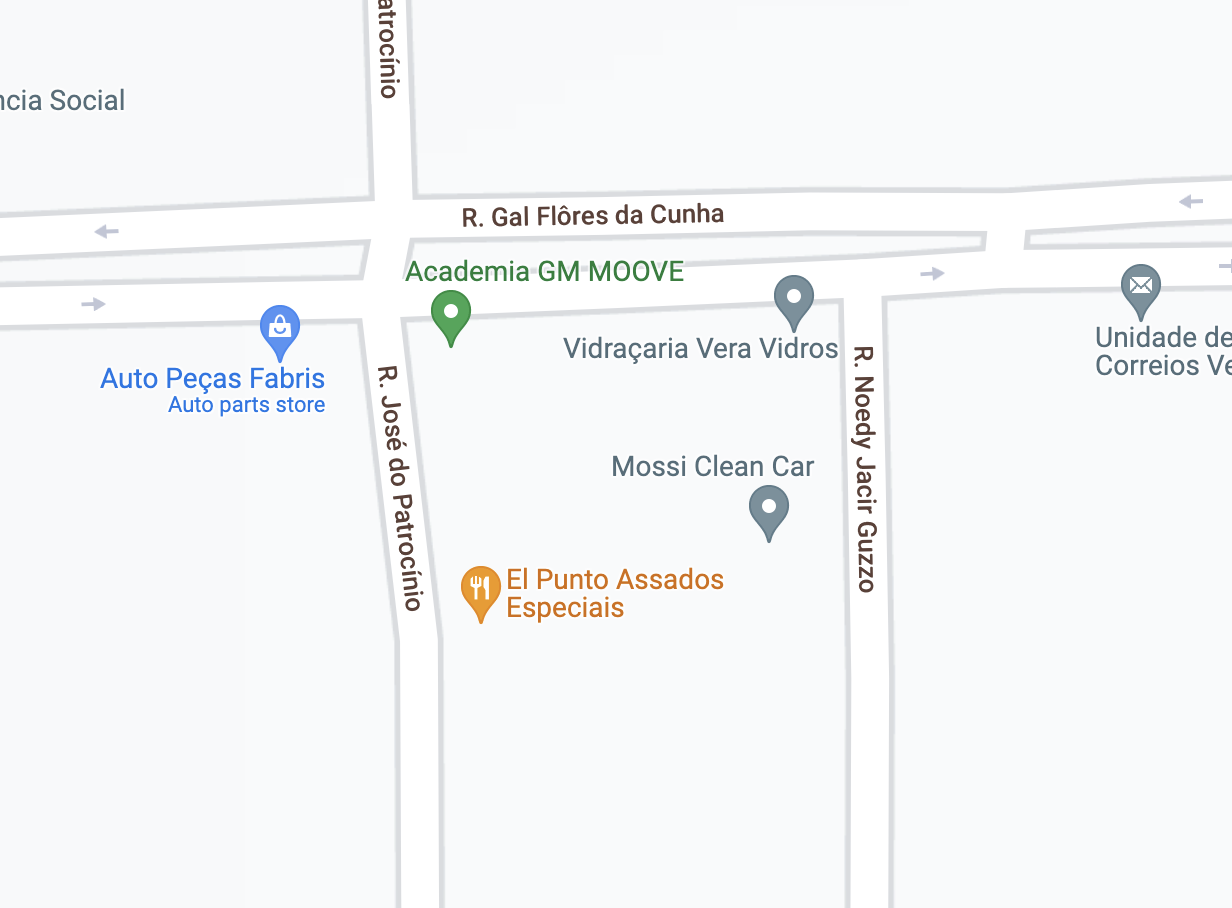 atrocínio
ncia Social
R. Gal Flôres da Cunha
Academia GM MOOVE
Vidraçaria Vera Vidros
Unidade de
Correios Ve
Auto Peças Fabris
Auto parts store
R. José do Patrocínio
R. Noedy Jacir Guzzo
Mossi Clean Car
El Punto Assados
Especiais